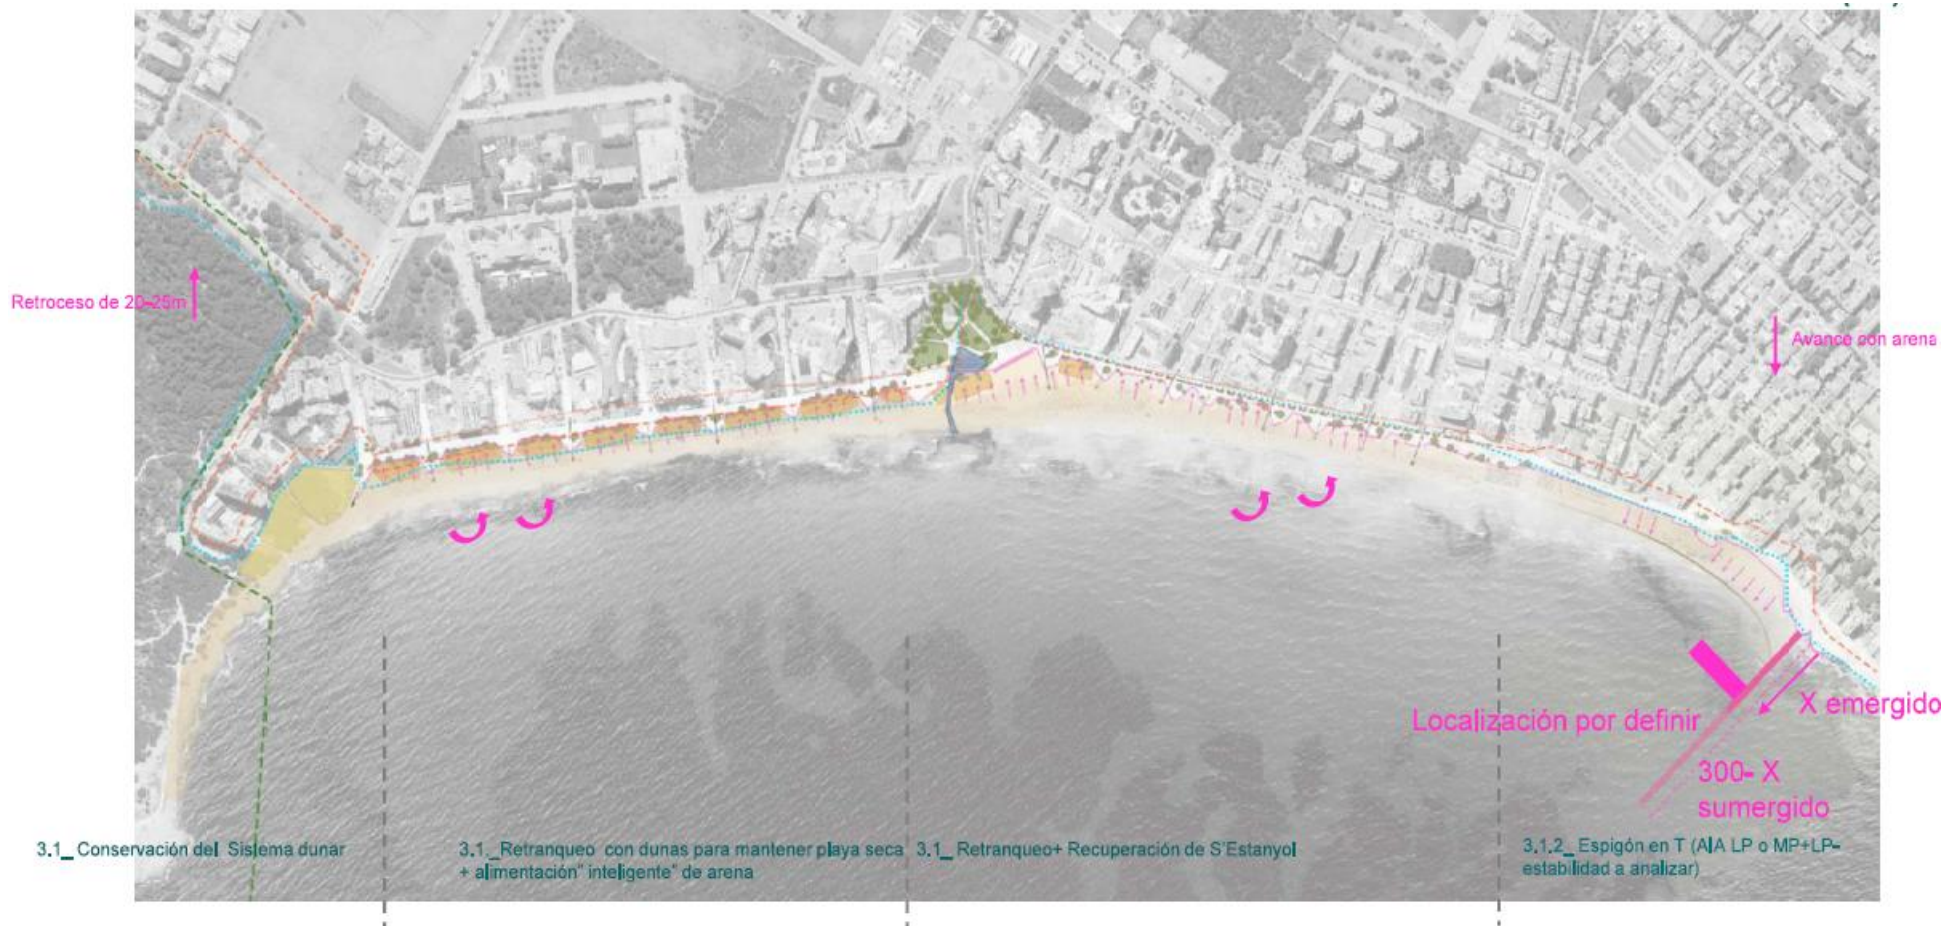 Retroceso de 20-25m
Avance con arena
Localización por definir
X emergido
300- X
sumergido
3.1_ Conservación del Sistema dunar
3.1._Retranqueo con dunas para mantener playa seca
+ alimentación" inteligente" de arena
3.1_ Retranqueo+ Recuperación de S'Estanyol
3.1.2_ Espigón en T (AIA LP o MP+LP-
estabilidad a analizar)